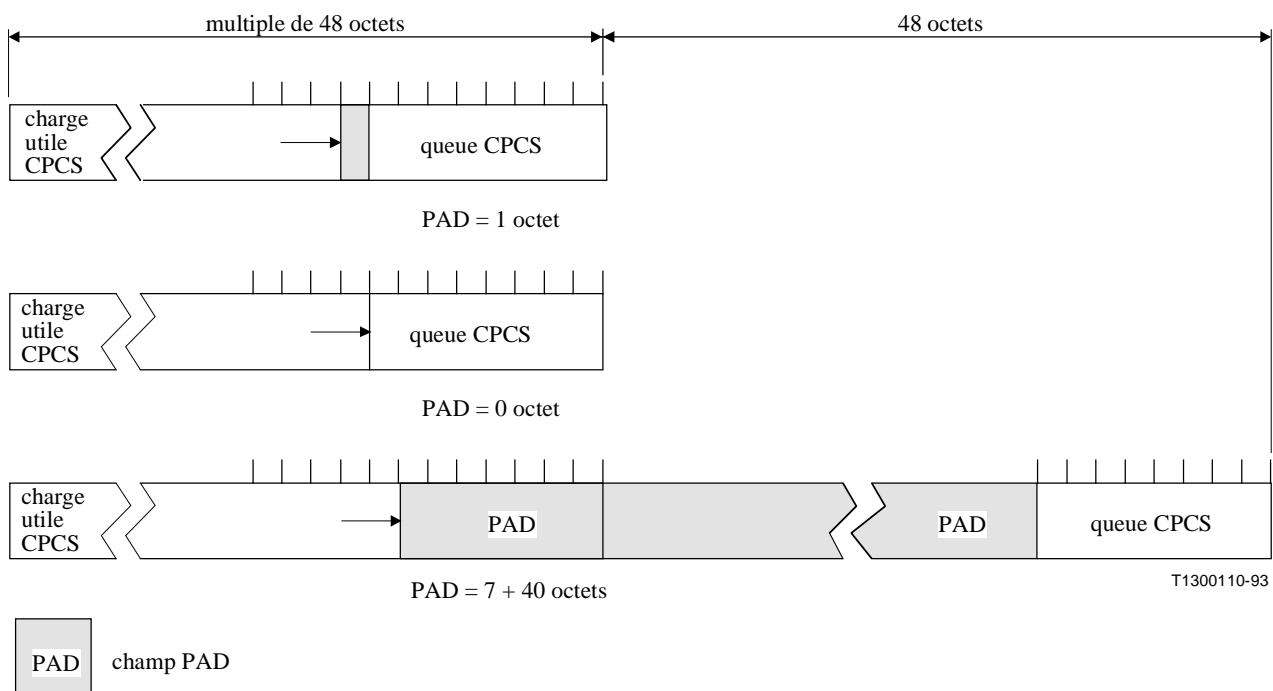 multiple de 48 octets
48 octets
charge
utile
CPCS
queue CPCS
PAD = 1 octet
charge
utile
CPCS
queue CPCS
PAD = 0 octet
charge
utile
CPCS
PAD
PAD
queue CPCS
PAD = 7 + 40 octets
T1300110-93
PAD
champ PAD